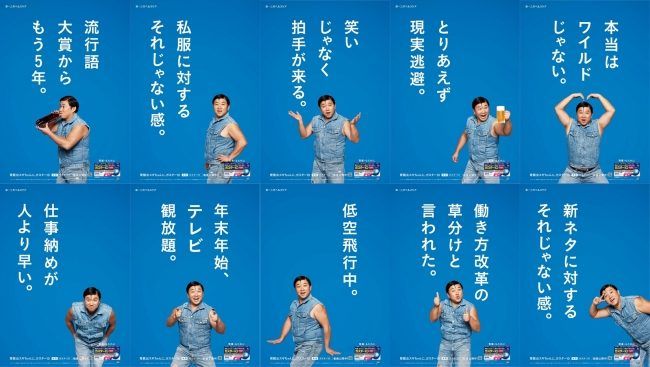 流行語
大賞から
もう5年。
私服に対する
それじゃない感。
笑い
じゃなく
拍手が来る。
とりあえず
現実逃避。
本当は
ワイルド
じゃない。
仕事納めが
人より早い。
年末年始、
テレビ
観放題。
低空飛行中。
働き方改革の
草分けと
言われた。
新ネタに対する
それじゃない感。